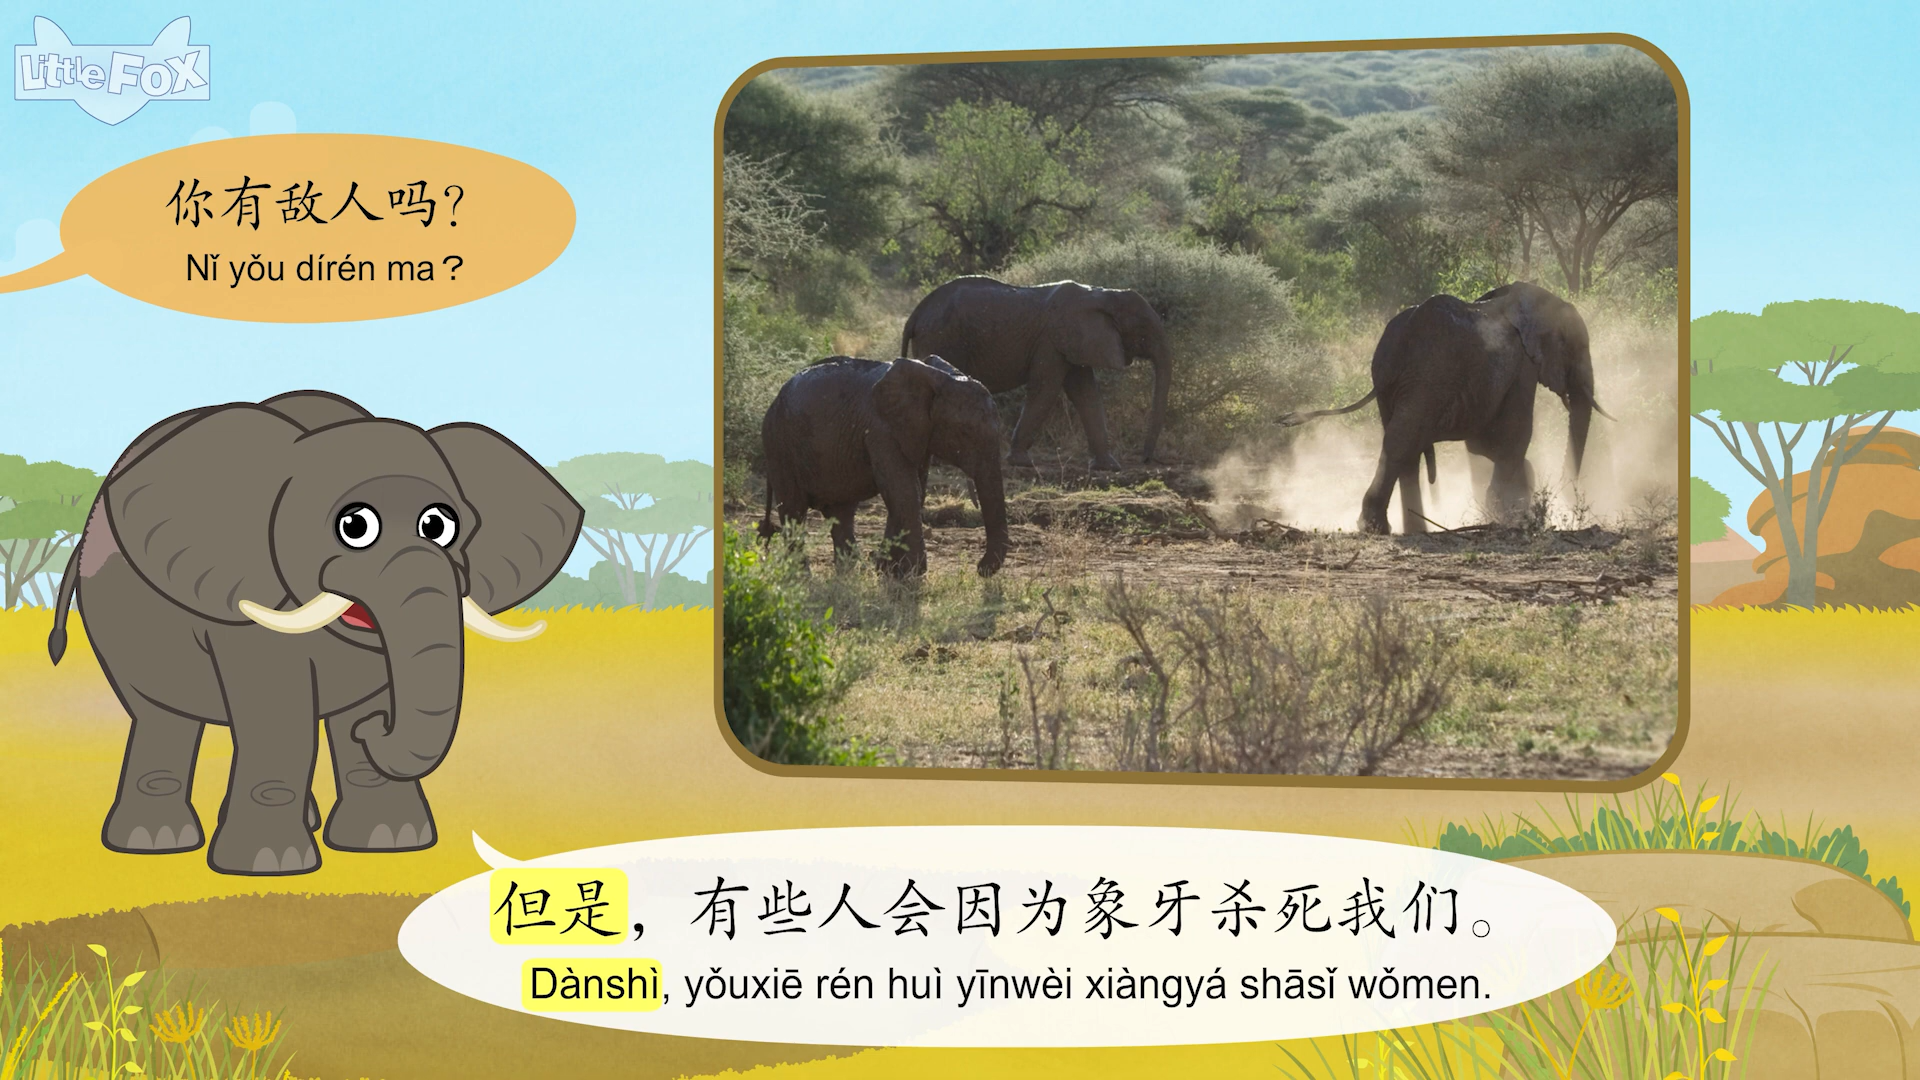 Little Fox
你有敌人吗？
Nǐ yǒu dírén ma？
但是，有些人会因为象牙杀死我们。
Dànshì, yǒuxiē rén huì yīnwèi xiàngyá shāsǐ wǒmen.